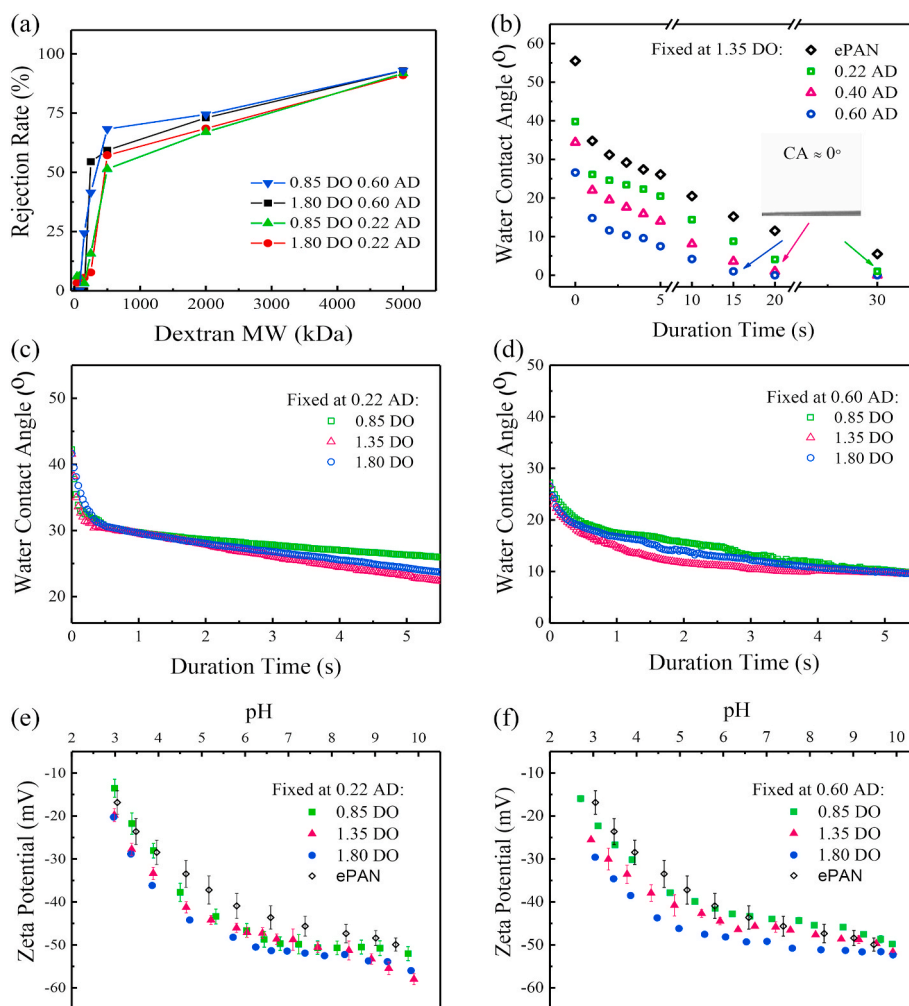 (a)
Rejection Rate (%)
100
75
50
25
0
0.85 DO 0.60 AD
1.80 DO 0.60 AD
0.85 DO 0.22 AD
1.80 DO 0.22 AD
0 1000 2000 3000 4000 5000
Dextran MW (kDa)
(b)
Water Contact Angle (O)
60
50
40
30
20
10
0
Fixed at 1.35 DO:
ePAN
0.22 AD
0.40 AD
0.60 AD
CA ≈ 0°
0 5 10 15 20 30
Duration Time (s)
(c)
Water Contact Angle (O)
50
40
30
20
Fixed at 0.22 AD:
0.85 DO
1.35 DO
1.80 DO
0 1 2 3 4 5
Duration Time (s)
(d)
Water Contact Angle (O)
50
40
30
20
10
0
Fixed at 0.60 AD:
0.85 DO
1.35 DO
1.80 DO
0 1 2 3 4 5
Duration Time (s)
(e)
pH
2 3 4 5 6 7 8 9 10
Zeta Potential (mV)
-10
-20
-30
-40
-50
-60
Fixed at 0.22 AD:
0.85 DO
1.35 DO
1.80 DO
ePAN
(f)
pH
2 3 4 5 6 7 8 9 10
Zeta Potential (mV)
-10
-20
-30
-40
-50
-60
Fixed at 0.60 AD:
0.85 DO
1.35 DO
1.80 DO
ePAN